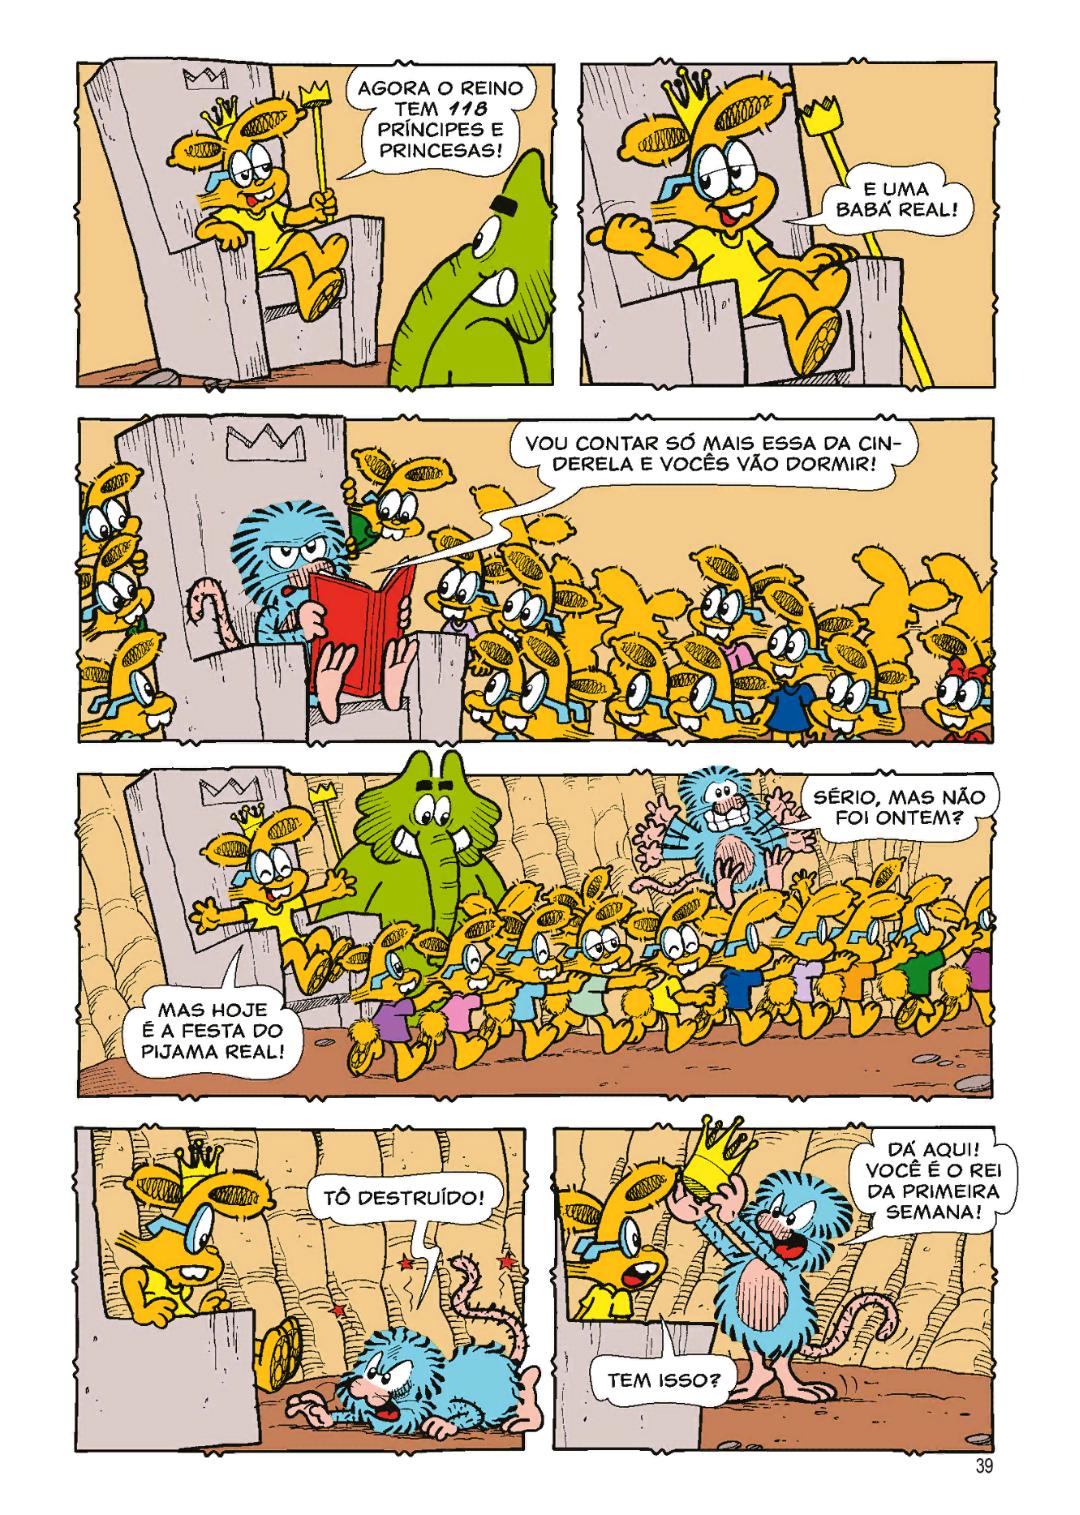 AGORA O REINO
TEM 118
PRÍNCIPES E
PRINCESAS!
E UMA
BABÁ REAL!
VOU CONTAR SÓ MAIS ESSA DA CIN-
DERELA E VOCÊS VÃO DORMIR!
SÉRIO, MAS NÃO
FOI ONTEM?
MAS HOJE
É A FESTA DO
PIJAMA REAL!
TÔ DESTRUÍDO!
DÁ AQUI!
VOCÊ É O REI
DA PRIMEIRA
SEMANA!
TEM ISSO?
39